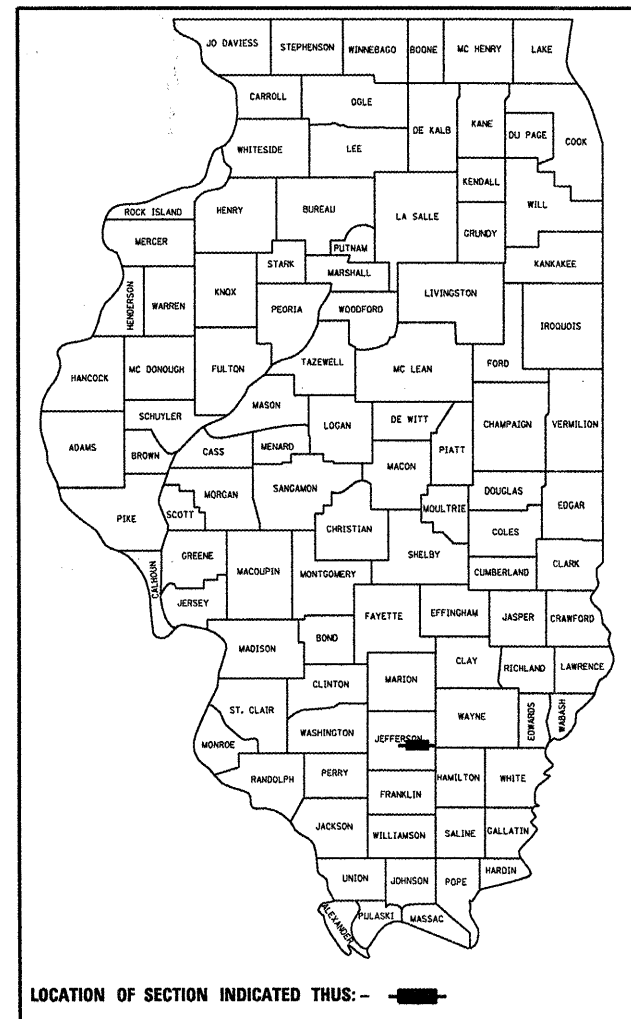 JO DAVIESS STEPHENSON WINNEBAGO BOONE MC HENRY LAKE
CARROLL OGLE DE KALB KANE DU PAGE COOK
WHITESIDE LEE
KENDALL WILL
ROCK ISLAND HENRY BUREAU LA SALLE
MERCER PUTNAM GRUNDY
STARK MARSHALL KANKAKEE
HENDERSON WARREN KNOX PEORIA WOODFORD LIVINGSTON IROQUOIS
HANCOCK MC DONOUGH FULTON TAZEWELL MC LEAN FORD
MASON
SCHUYLER LOGAN DE WITT CHAMPAIGN VERMILION
ADAMS BROWN CASS MENARD MACON PIATT
PIKE SCOTT MORGAN SANGAMON MOULTRIE DOUGLAS EDGAR
CHRISTIAN COLES
GREENE MACOUPIN MONTGOMERY SHELBY CUMBERLAND CLARK
CALHOUN JERSEY
FAYETTE EFFINGHAM JASPER CRAWFORD
MADISON BOND
CLAY RICHLAND LAWRENCE
CLINTON MARION
ST. CLAIR WAYNE EDWARDS WABASH
MONROE WASHINGTON JEFFERSON
RANDOLPH PERRY HAMILTON WHITE
FRANKLIN
JACKSON WILLIAMSON SALINE GALLATIN
UNION JOHNSON POPE HARDIN
ALEXANDER PULASKI MASSAC
LOCATION OF SECTION INDICATED THUS: -